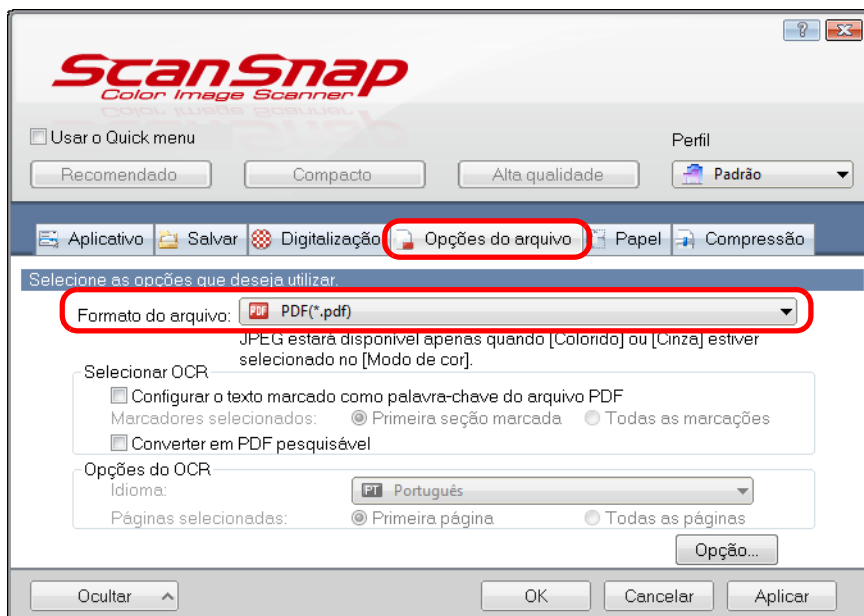 ScanSnap
Color Image Scanner
Usar o Quick menu
Perfil
Recomendado Compacto Alta qualidade Padrão
Aplicativo Salvar Digitalização Opções do arquivo Papel Compressão
Selecione as opções que deseja utilizar.
Formato do arquivo: PDF PDF(*.pdf)
JPEG estará disponível apenas quando [Colorido] ou [Cinza] estiver
selecionado no [Modo de cor].
Selecionar OCR
Configurar o texto marcado como palavra-chave do arquivo PDF
Marcadores selecionados: Primeira seção marcada Todas as marcações
Converter em PDF pesquisável
Opções do OCR
Idioma: PT Português
Páginas selecionadas: Primeira página Todas as páginas
Opção...
Ocultar OK Cancelar Aplicar